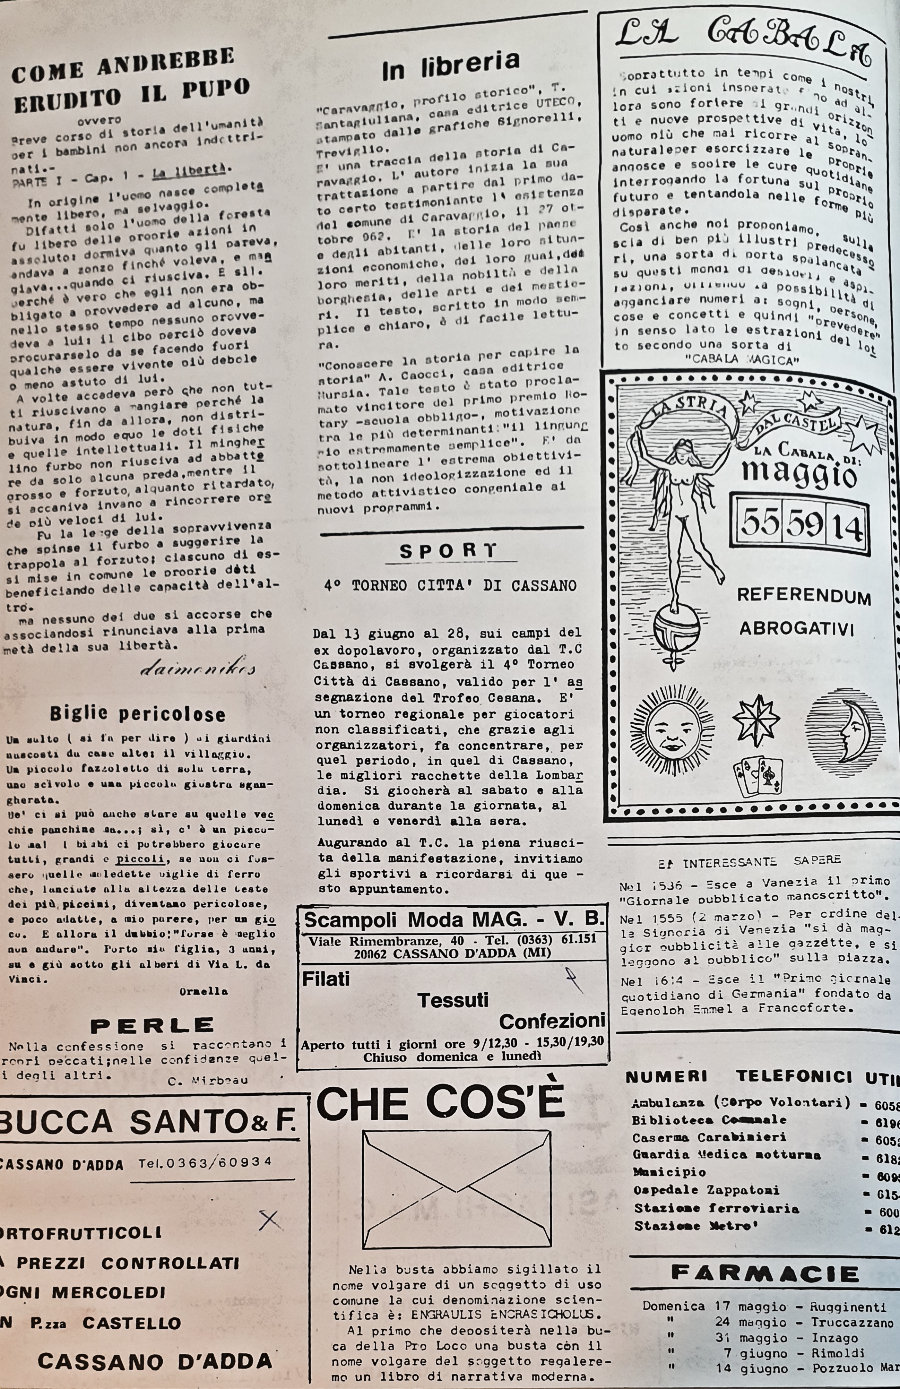 COME ANDREBBE
ERUDITO IL PUPO
ovvero
Breve corso di storia dell'umanità
per i bambini non ancora indottri-
nati.-
PARTE I - Cap. 1 - La libertà.
In origine l'uomo nasce completa
mente libero, ma selvaggio.
Difatti solo l'uomo della foresta
fu libero delle proprie azioni in
assoluto: dormiva quanto gli pareva,
andava a zonzo finché voleva, e man
giava...quando ci riusciva. E sì!.
perché è vero che egli non era ob-
bligato a provvedere ad alcuno, ma
nello stesso tempo nessuno provve-
deva a lui: il cibo perciò doveva
procurarselo da se facendo fuori
qualche essere vivente più debole
o meno astuto di lui.
A volte accadeva però che non tut-
ti riuscivano a mangiare perché la
natura, fin da allora, non distri-
buiva in modo equo le doti fisiche
e quelle intellettuali. Il mingher
lino furbo non riusciva ad abbatte
re da solo alcuna preda,mentre il
grosso e forzuto,alquanto ritardato,
si accaniva invano a rincorrere pre
de più veloci di lui.
Fu la legge della sopravvivenza
che spinse il furbo a suggerire la
trappola al forzuto; ciascuno di es-
si mise in comune le proprie doti
beneficiando delle capacità dell'al-
tro.
ma nessuno dei due si accorse che
associandosi rinunciava alla prima
metà della sua libertà.
daimonikos
Biglie pericolose
Un salto ( si fa per dire ) ai giardini
nascosti da case alte: il villaggio.
Un piccolo fazzoletto di sola terra,
uno scivolo e una piccola giostra sgan-
gherata.
Be' ci si può anche stare su quelle vec
chie panchine ma...; sì, c' è un picco-
lo ma! I bimbi ci potrebbero giocare
tutti, grandi e piccoli, se non ci fos-
sero quelle maledette biglie di ferro
che, lanciate alla altezza delle teste
dei più piccini, diventano pericolose,
e poco adatte, a mio parere, per un gio
co. E allora il dubbio:"forse è meglio
non andare". Porto mia figlia, 3 anni,
su e giù sotto gli alberi di Via L. da
Vinci.
Ornella
PERLE
Nella confessione si raccontano i
propri peccati;nelle confidenze quel-
li degli altri.
C. Mirbeau
BUCCA SANTO & F.
CASSANO D'ADDA Tel.0363/60934
ORTOFRUTTICOLI
A PREZZI CONTROLLATI
OGNI MERCOLEDI
IN P.zza CASTELLO
CASSANO D'ADDA
In libreria
"Caravaggio, profilo storico", T.
Santagiuliana, casa editrice UTECO,
stampato dalle grafiche Signorelli,
Treviglio.
E' una traccia della storia di Ca-
ravaggio. L' autore inizia la sua
trattazione a partire dal primo da-
to certo testimoniante l' esistenza
del comune di Caravaggio, il 27 ot-
tobre 962. E' la storia del paese
e degli abitanti, delle loro situa-
zioni economiche, dei loro guai,dei
loro meriti, della nobiltà e della
borghesia, delle arti e dei mestie-
ri. Il testo, scritto in modo sem-
plice e chiaro, è di facile lettu-
ra.
"Conoscere la storia per capire la
storia" A. Caocci, casa editrice
Mursia. Tale testo è stato procla-
mato vincitore del primo premio Ro-
tary -scuola obbligo-, motivazione
tra le più determinanti:"il linguag
gio estremamente semplice". E' da
sottolineare l' estrema obiettivi-
tà, la non ideologizzazione ed il
metodo attivistico congeniale ai
nuovi programmi.
SPORT
4° TORNEO CITTA' DI CASSANO
Dal 13 giugno al 28, sui campi del
ex dopolavoro, organizzato dal T.C
Cassano, si svolgerà il 4° Torneo
Città di Cassano, valido per l' as
segnazione del Trofeo Cesana. E'
un torneo regionale per giocatori
non classificati, che grazie agli
organizzatori, fa concentrare, per
quel periodo, in quel di Cassano,
le migliori racchette della Lombar
dia. Si giocherà al sabato e alla
domenica durante la giornata, al
lunedì e venerdì alla sera.
Augurando al T.C. la piena riusci-
ta della manifestazione, invitiamo
gli sportivi a ricordarsi di que -
sto appuntamento.
Scampoli Moda MAG. - V. B.
Viale Rimembranze, 40 - Tel. (0363) 61.151
20062 CASSANO D'ADDA (MI)
Filati
Tessuti
Confezioni
Aperto tutti i giorni ore 9/12,30 - 15,30/19,30
Chiuso domenica e lunedì
CHE COS'È
Nella busta abbiamo sigillato il
nome volgare di un soggetto di uso
comune la cui denominazione scien-
tifica è: ENGRAULIS ENGRASICHOLUS.
Al primo che depositerà nella bu-
ca della Pro Loco una busta con il
nome volgare del soggetto regalere-
mo un libro di narrativa moderna.
LA CABALA
Soprattutto in tempi come i nostri,
in cui azioni insperate fano ad al-
lora sono foriere di grandi orizzon
ti e nuove prospettive di vita, lo-
uomo più che mai ricorre al sopran-
naturaleper esorcizzare le proprie
angosce e sopire le cure quotidiane
interrogando la fortuna sul proprio
futuro e tentandola nelle forme più
disparate.
Così anche noi proponiamo, sulla
scia di ben più illustri predecesso
ri, una sorta di porta spalancata
su questi mondi di desideri e aspi-
razioni, offrendo la possibilità di
agganciare numeri a: sogni, persone,
cose e concetti e quindi "prevedere"
in senso lato le estrazioni del lot
to secondo una sorta di
"CABALA MAGICA"
LA STRIA DAL CASTEL
LA CABALA DI:
maggio
55 59 14
REFERENDUM
ABROGATIVI
E' INTERESSANTE SAPERE
Nel 1536 - Esce a Venezia il primo
"Giornale pubblicato manoscritto".
Nel 1555 (2 marzo) - Per ordine del-
la Signoria di Venezia "si dà mag-
gior pubblicità alle gazzette, e si
leggono al pubblico" sulla piazza.
Nel 1614 - Esce il "Primo giornale
quotidiano di Germania" fondato da
Egenolph Emmel a Francoforte.
NUMERI TELEFONICI UTI
Ambulanza (Corpo Volontari) = 6058
Biblioteca Comunale = 6196
Caserma Carabinieri = 605
Guardia Medica notturna = 618
Municipio = 609
Ospedale Zappatoni = 615
Stazione ferroviaria = 600
Stazione Metro' = 612
FARMACIE
Domenica 17 maggio - Rugginenti
" 24 maggio - Truccazzano
" 31 maggio - Inzago
" 7 giugno - Rimoldi
" 14 giugno - Pozzuolo Mar